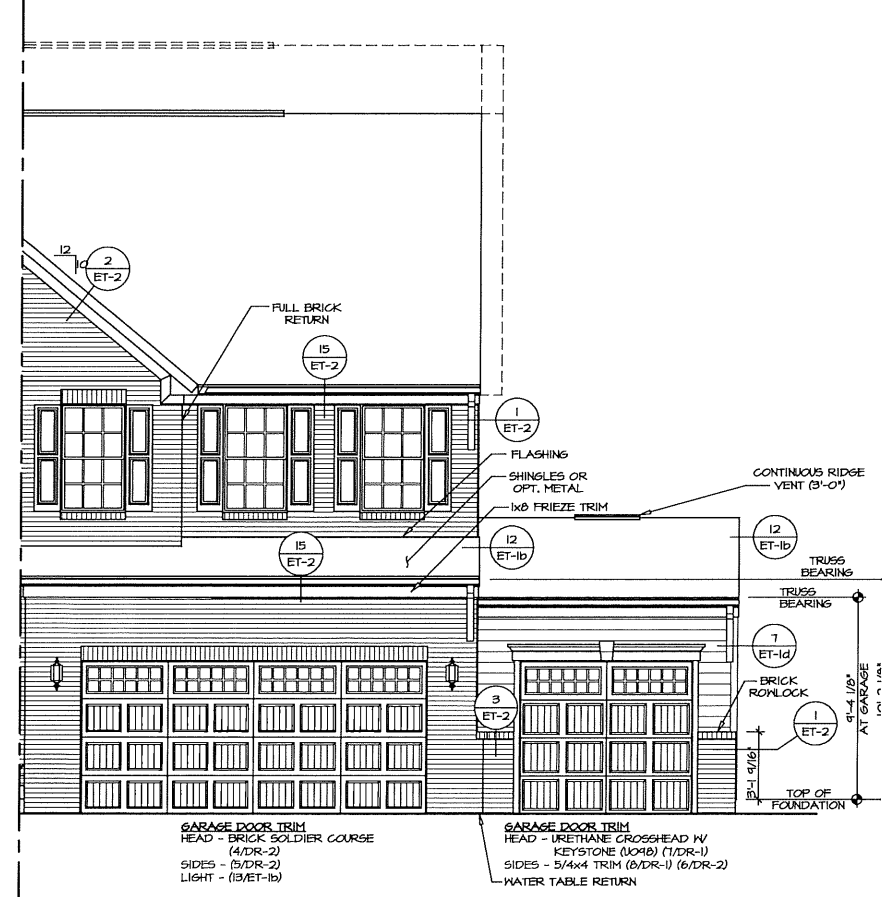 12
10
2
ET-2
FULL BRICK
RETURN
15
ET-2
1
ET-2
FLASHING
SHINGLES OR
OPT. METAL
1x8 FRIEZE TRIM
CONTINUOUS RIDGE
VENT (3'-0")
12
ET-1b
12
ET-1b
15
ET-2
TRUSS
BEARING
TRUSS
BEARING
7
ET-1d
BRICK
ROWLOCK
3
ET-2
1
ET-2
9'-4 1/8"
AT GARAGE
3'-1 9/16"
TOP OF
FOUNDATION
GARAGE DOOR TRIM
HEAD - BRICK SOLDIER COURSE
(4/DR-2)
SIDES - (5/DR-2)
LIGHT - (13/ET-1b)
GARAGE DOOR TRIM
HEAD - URETHANE CROSSHEAD W/
KEYSTONE (U098) (7/DR-1)
SIDES - 5/4x4 TRIM (8/DR-1) (6/DR-2)
WATER TABLE RETURN